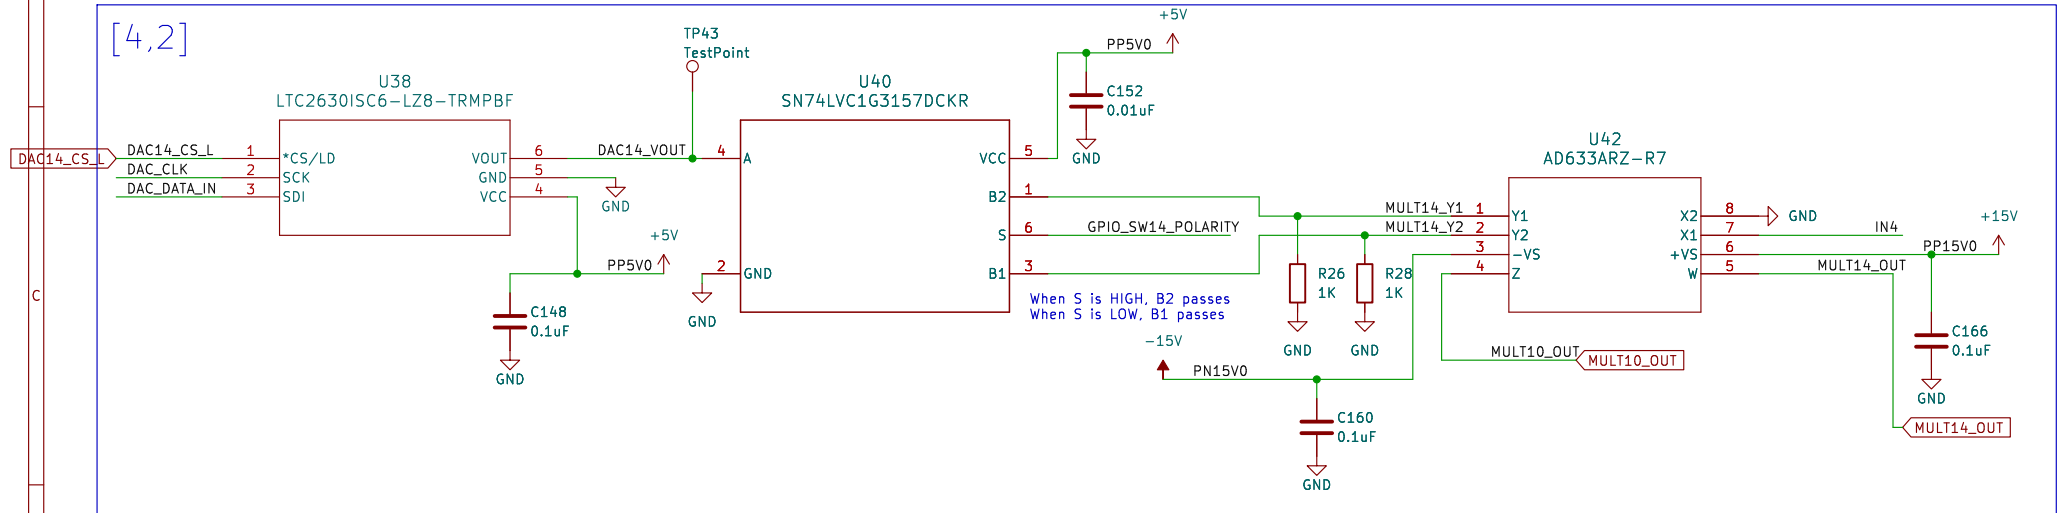 [4,2]
C
DAC14_CS_L
DAC14_CS_L
DAC_CLK
DAC_DATA_IN
1
2
3
U38
LTC2630ISC6-LZ8-TRMPBF
*CS/LD
SCK
SDI
VOUT
GND
VCC
6
5
4
GND
+5V
PP5V0
C148
0.1uF
GND
TP43
TestPoint
DAC14_VOUT
4
2
GND
U40
SN74LVC1G3157DCKR
A
GND
VCC
B2
S
B1
5
1
6
3
+5V
PP5V0
C152
0.01uF
GND
GPIO_SW14_POLARITY
When S is HIGH, B2 passes
When S is LOW, B1 passes
-15V
PN15V0
C160
0.1uF
GND
R26
1K
GND
R28
1K
GND
MULT14_Y1
MULT14_Y2
1
2
3
4
U42
AD633ARZ-R7
Y1
Y2
-VS
Z
X2
X1
+VS
W
8
7
6
5
MULT10_OUT
MULT10_OUT
GND
IN4
+15V
PP15V0
MULT14_OUT
C166
0.1uF
GND
MULT14_OUT